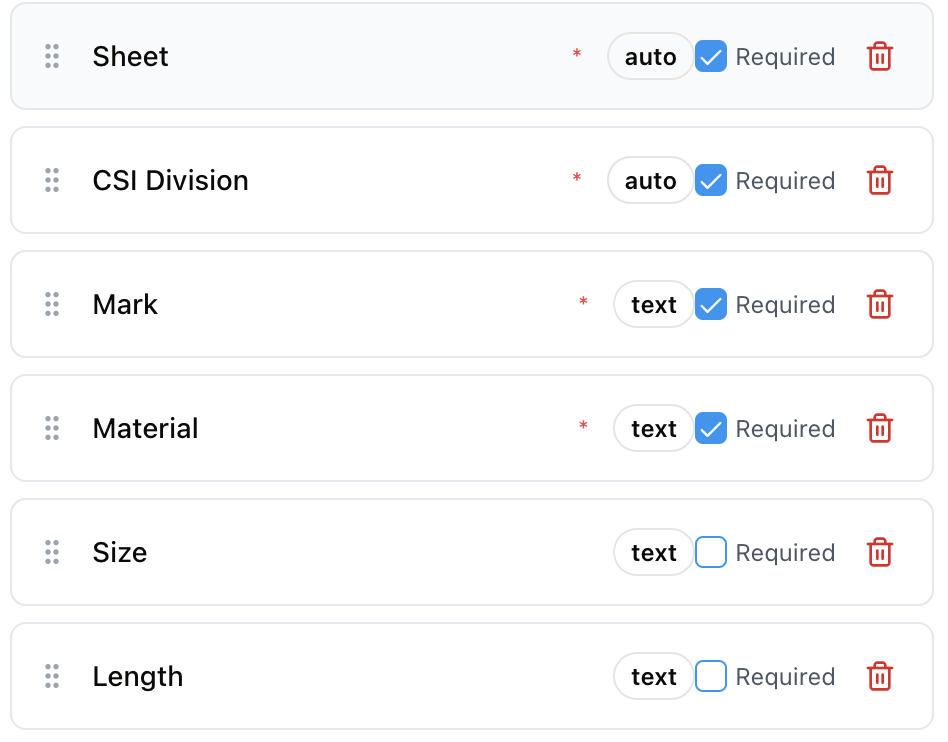 Sheet * auto Required
CSI Division * auto Required
Mark * text Required
Material * text Required
Size text Required
Length text Required